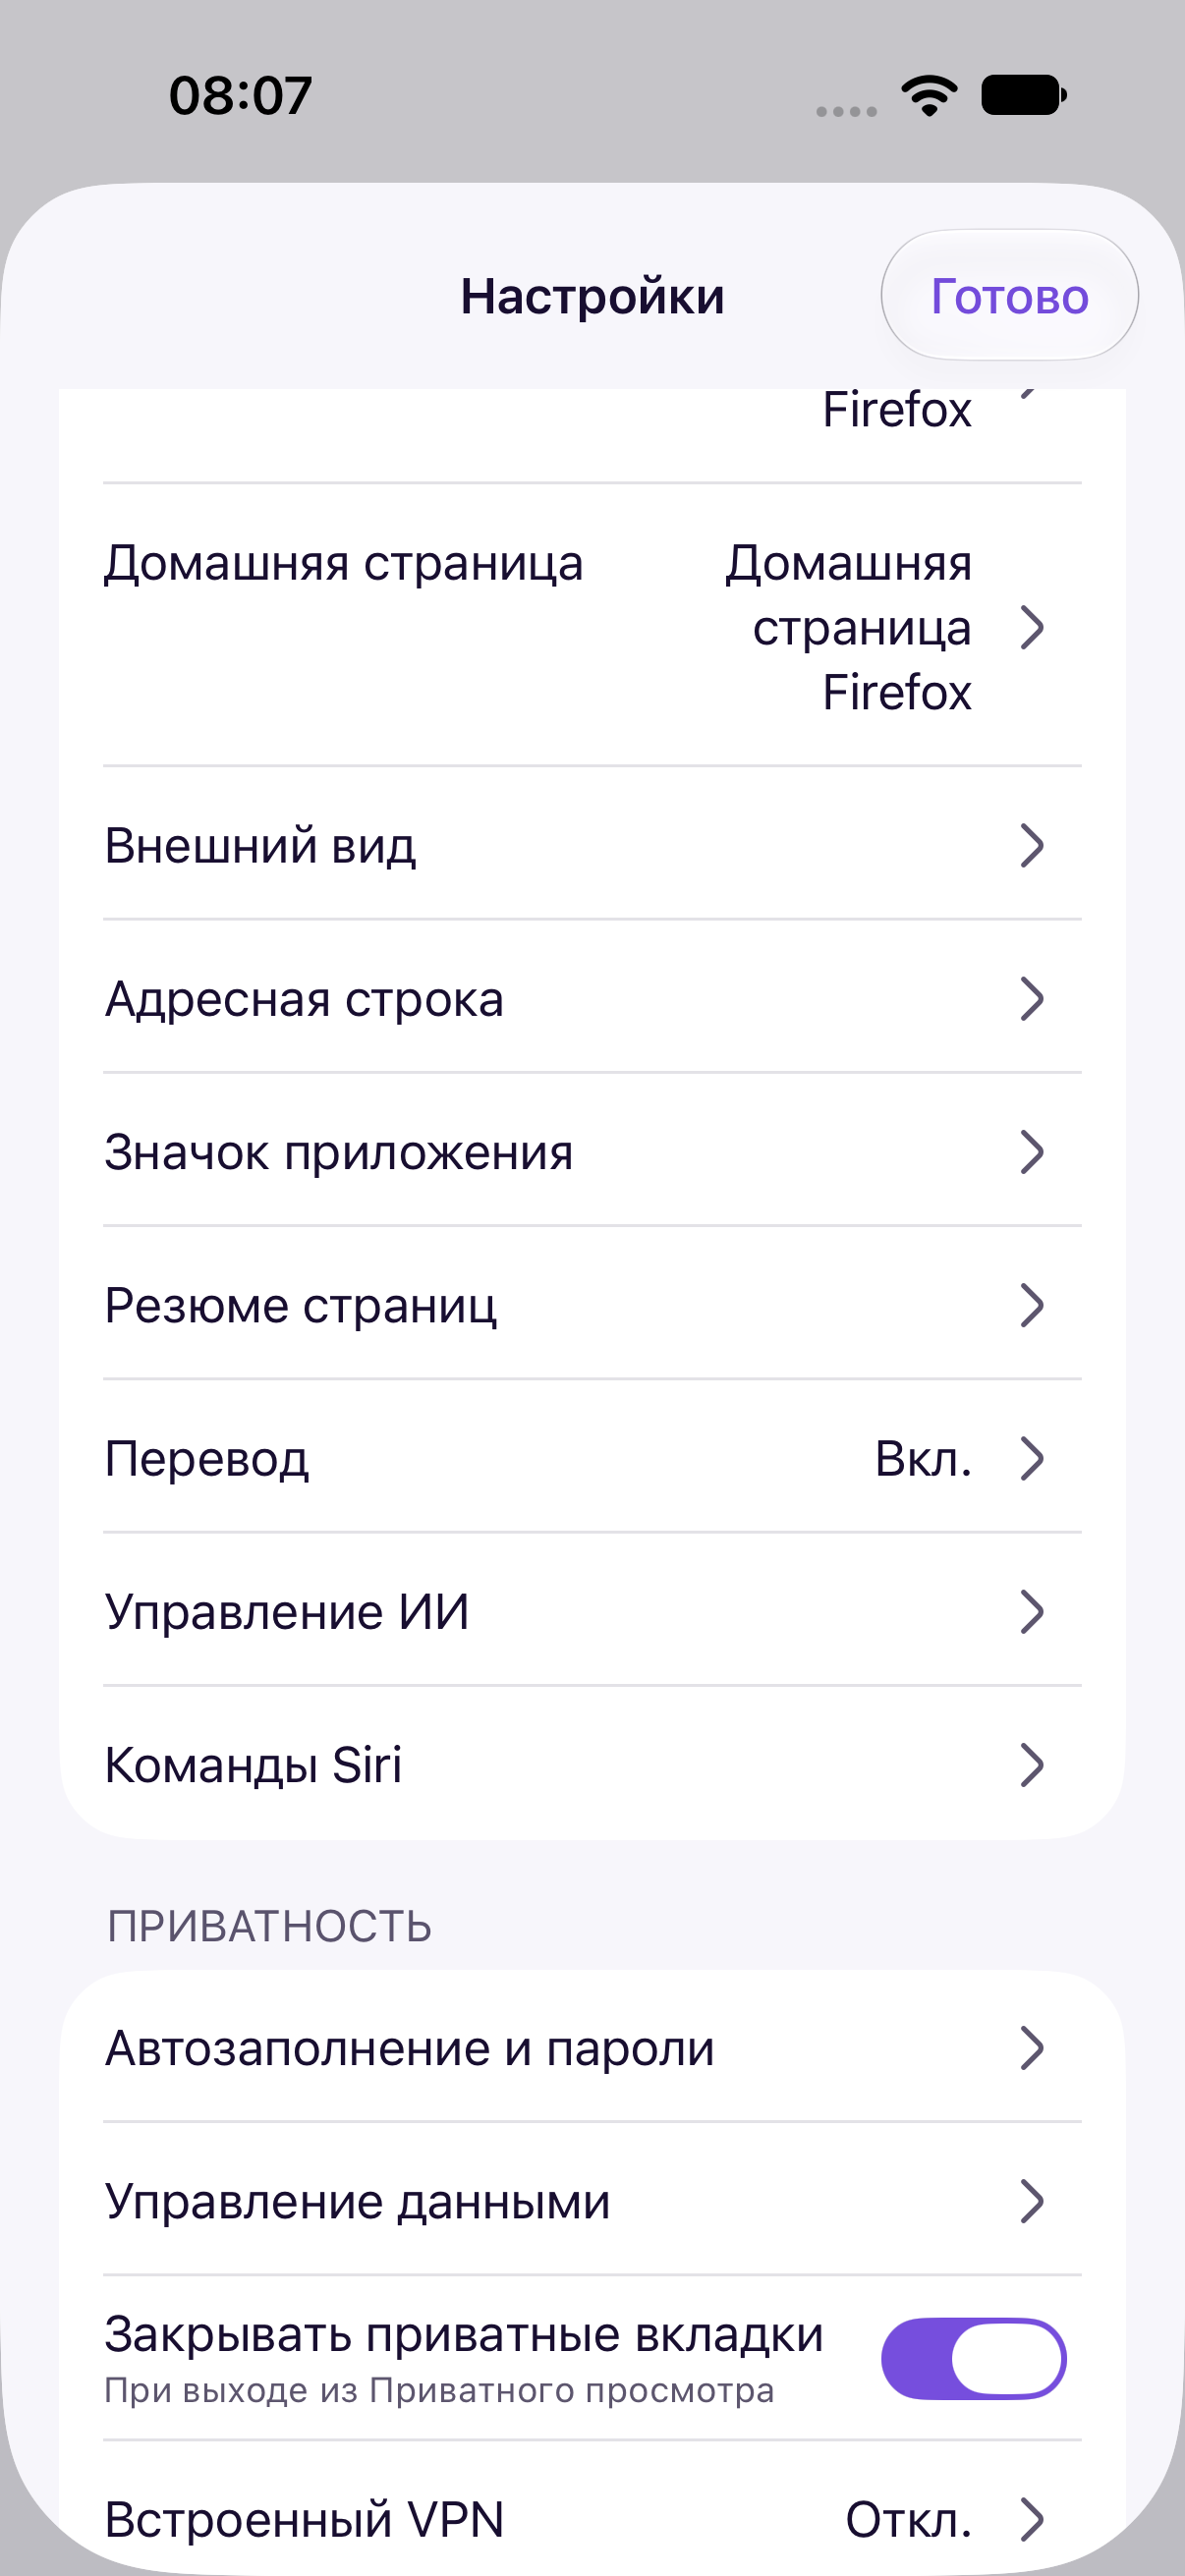 08:07
Настройки
Готово
Firefox
Домашняя страница
Домашняя
страница
Firefox
Внешний вид
Адресная строка
Значок приложения
Резюме страниц
Перевод
Вкл.
Управление ИИ
Команды Siri
ПРИВАТНОСТЬ
Автозаполнение и пароли
Управление данными
Закрывать приватные вкладки
При выходе из Приватного просмотра
Встроенный VPN
Откл.